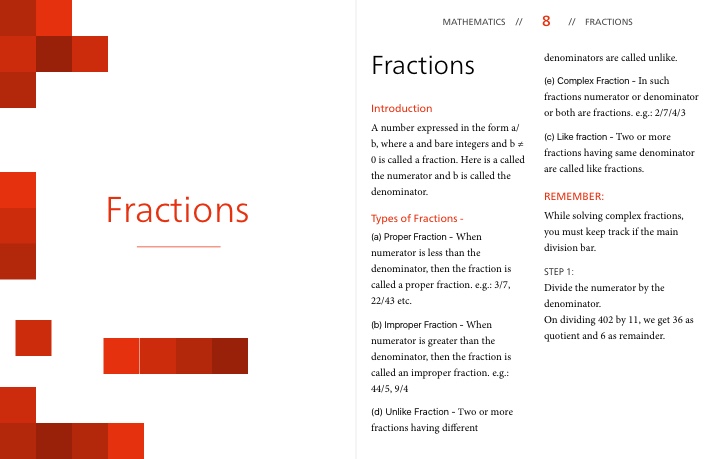 Fractions
MATHEMATICS // 8 // FRACTIONS
Fractions
Introduction
A number expressed in the form a/
b, where a and bare integers and b ≠
0 is called a fraction. Here is a called
the numerator and b is called the
denominator.
Types of Fractions -
(a) Proper Fraction - When
numerator is less than the
denominator, then the fraction is
called a proper fraction. e.g.: 3/7,
22/43 etc.
(b) Improper Fraction - When
numerator is greater than the
denominator, then the fraction is
called an improper fraction. e.g.:
44/5, 9/4
(d) Unlike Fraction - Two or more
fractions having different
denominators are called unlike.
(e) Complex Fraction - In such
fractions numerator or denominator
or both are fractions. e.g.: 2/7/4/3
(c) Like fraction - Two or more
fractions having same denominator
are called like fractions.
REMEMBER:
While solving complex fractions,
you must keep track if the main
division bar.
STEP 1:
Divide the numerator by the
denominator.
On dividing 402 by 11, we get 36 as
quotient and 6 as remainder.